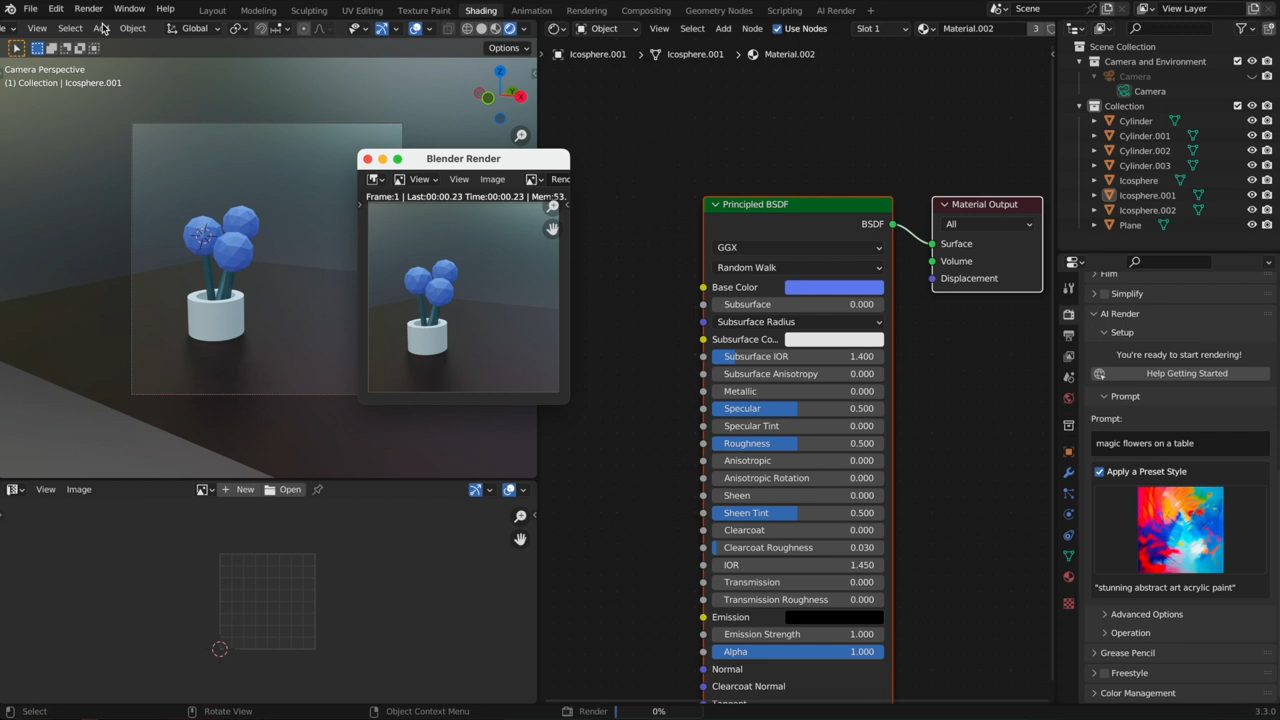 File Edit Render Window Help Layout Modeling Sculpting UV Editing Texture Paint Shading Animation Rendering Compositing Geometry Nodes Scripting AI Render Scene View Layer
View Select Object Global
Options
Camera Perspective
(1) Collection | Icosphere.001
Blender Render
View View Image
Frame:1 | Last:00:00.23 Time:00:00.23 | Mem:53.
View Image New Open
Object View Select Add Node Use Nodes Slot 1 Material.002 3
Icosphere.001 Icosphere.001 Material.002
Principled BSDF
BSDF
GGX
Random Walk
Base Color
Subsurface 0.000
Subsurface Radius
Subsurface Co...
Subsurface IOR 1.400
Subsurface Anisotropy 0.000
Metallic 0.000
Specular 0.500
Specular Tint 0.000
Roughness 0.500
Anisotropic 0.000
Anisotropic Rotation 0.000
Sheen 0.000
Sheen Tint 0.500
Clearcoat 0.000
Clearcoat Roughness 0.030
IOR 1.450
Transmission 0.000
Transmission Roughness 0.000
Emission
Emission Strength 1.000
Alpha 1.000
Normal
Clearcoat Normal
Material Output
All
Surface
Volume
Displacement
Scene Collection
Camera and Environment
Camera
Camera
Collection
Cylinder
Cylinder.001
Cylinder.002
Cylinder.003
Icosphere
Icosphere.001
Icosphere.002
Plane
Film
Simplify
AI Render
Setup
You're ready to start rendering!
Help Getting Started
Prompt
Prompt:
magic flowers on a table
Apply a Preset Style
"stunning abstract art acrylic paint"
Advanced Options
Operation
Grease Pencil
Freestyle
Color Management
Select Rotate View Object Context Menu Render 0% 3.3.0